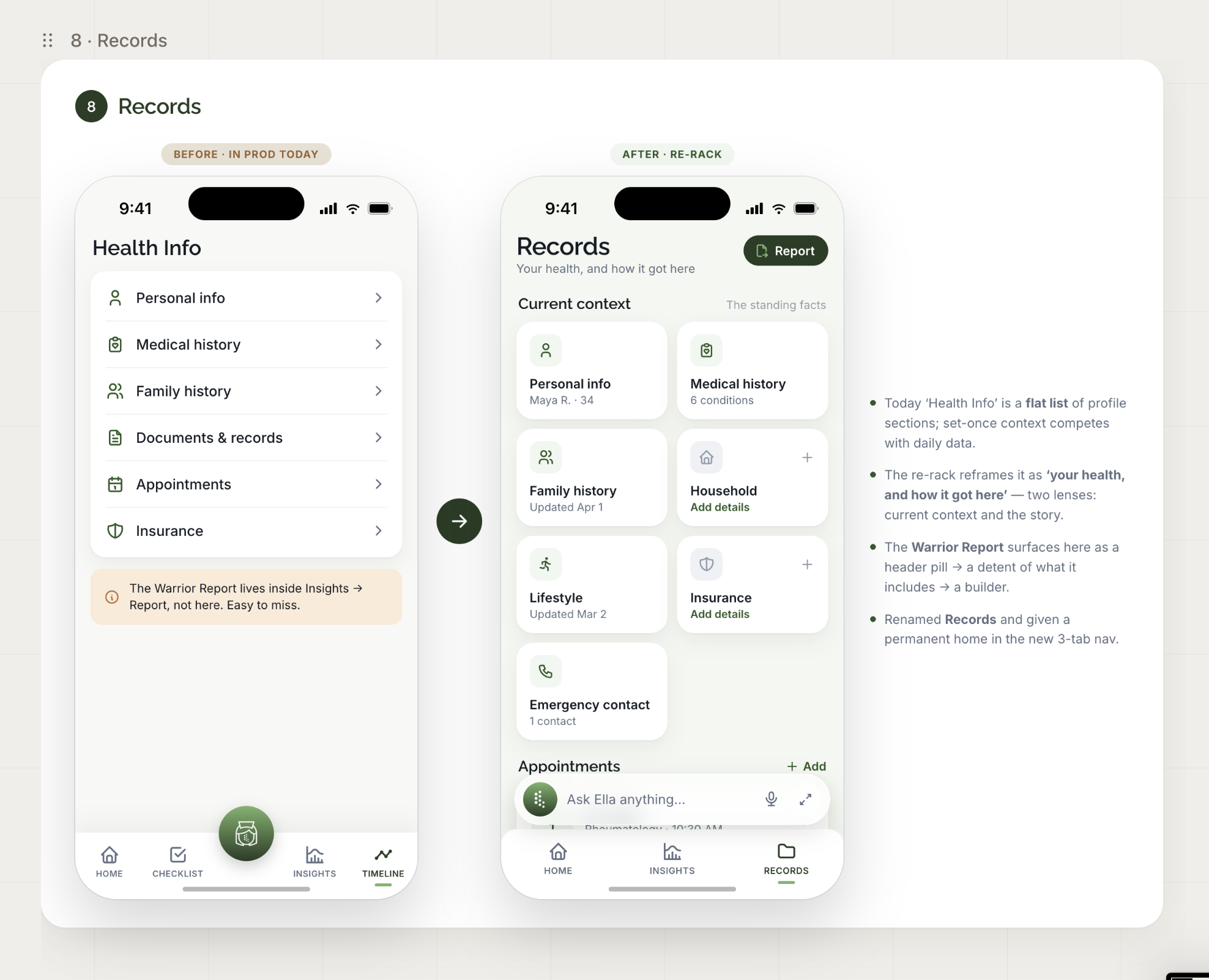 8 · Records
8 Records
BEFORE · IN PROD TODAY
9:41
Health Info
Personal info
Medical history
Family history
Documents & records
Appointments
Insurance
The Warrior Report lives inside Insights →
Report, not here. Easy to miss.
HOME
CHECKLIST
INSIGHTS
TIMELINE
AFTER · RE-RACK
9:41
Records
Report
Your health, and how it got here
Current context
The standing facts
Personal info
Maya R. · 34
Medical history
6 conditions
Family history
Updated Apr 1
Household
Add details
Lifestyle
Updated Mar 2
Insurance
Add details
Emergency contact
1 contact
Appointments
+ Add
Ask Ella anything...
Rheumatology · 10:30 AM
HOME
INSIGHTS
RECORDS
Today ‘Health Info’ is a flat list of profile
sections; set-once context competes
with daily data.
The re-rack reframes it as ‘your health,
and how it got here’ — two lenses:
current context and the story.
The Warrior Report surfaces here as a
header pill → a detent of what it
includes → a builder.
Renamed Records and given a
permanent home in the new 3-tab nav.